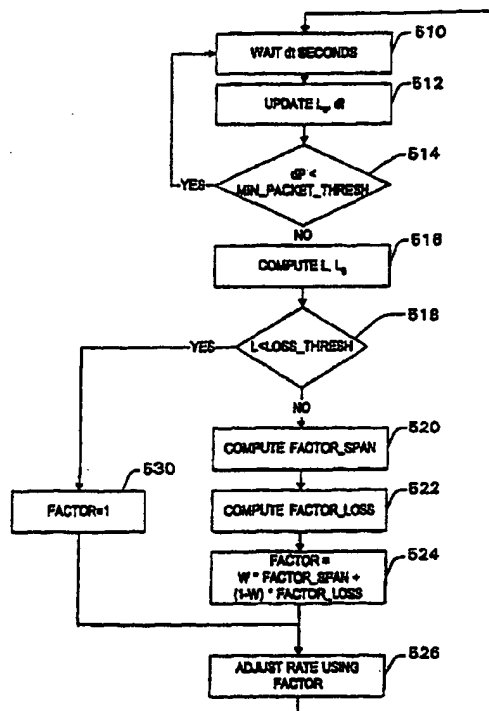 510
WAIT dt SECONDS
512
UPDATE L, dt
514
dP <
MIN_PACKET_THRESH
YES
NO
516
COMPUTE L, L
518
L<LOSS_THRESH
YES
NO
520
COMPUTE FACTOR_SPAN
530
FACTOR=1
522
COMPUTE FACTOR_LOSS
524
FACTOR =
W * FACTOR_SPAN +
(1-W) * FACTOR_LOSS
526
ADJUST RATE USING
FACTOR